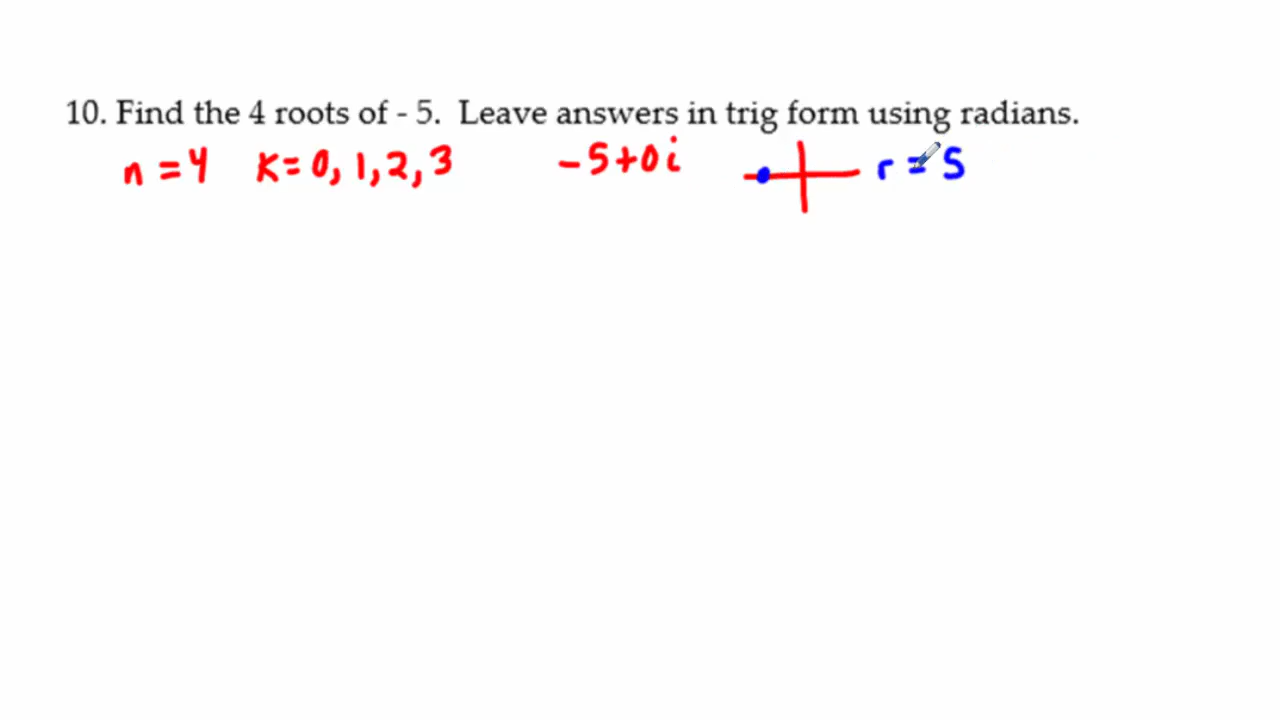 10. Find the 4 roots of - 5. Leave answers in trig form using radians.
n = 4 K = 0, 1, 2, 3 - 5 + 0i r = 5